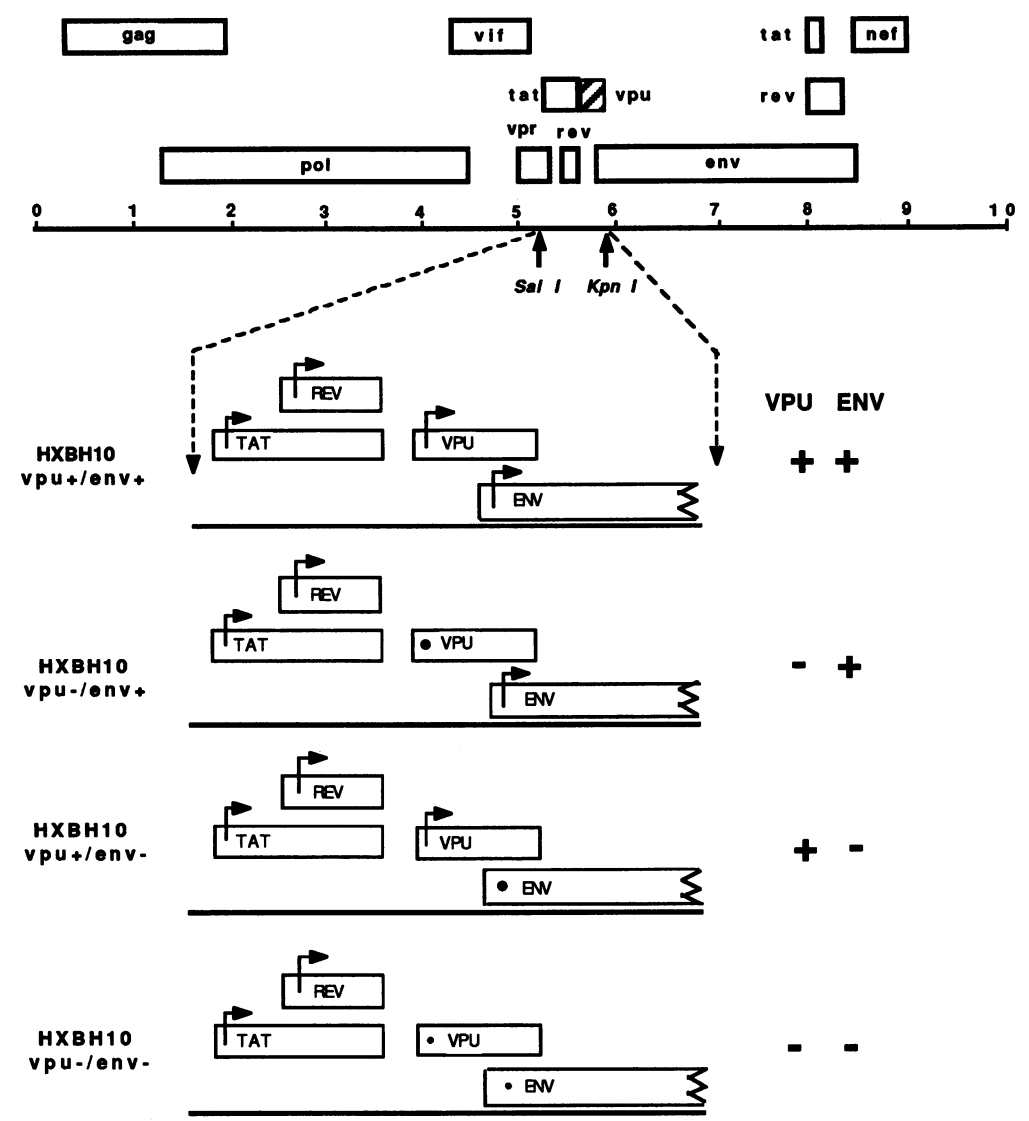 gag vif tat nef
tat vpu rev
vpr rev
pol env
0 1 2 3 4 5 6 7 8 9 10
Sal I Kpn I
VPU ENV
REV
TAT VPU
HXBH10
vpu+/env+
+ +
ENV
REV
TAT VPU
HXBH10
vpu-/env+
- +
ENV
REV
TAT VPU
HXBH10
vpu+/env-
+ -
ENV
REV
TAT VPU
HXBH10
vpu-/env-
- -
ENV